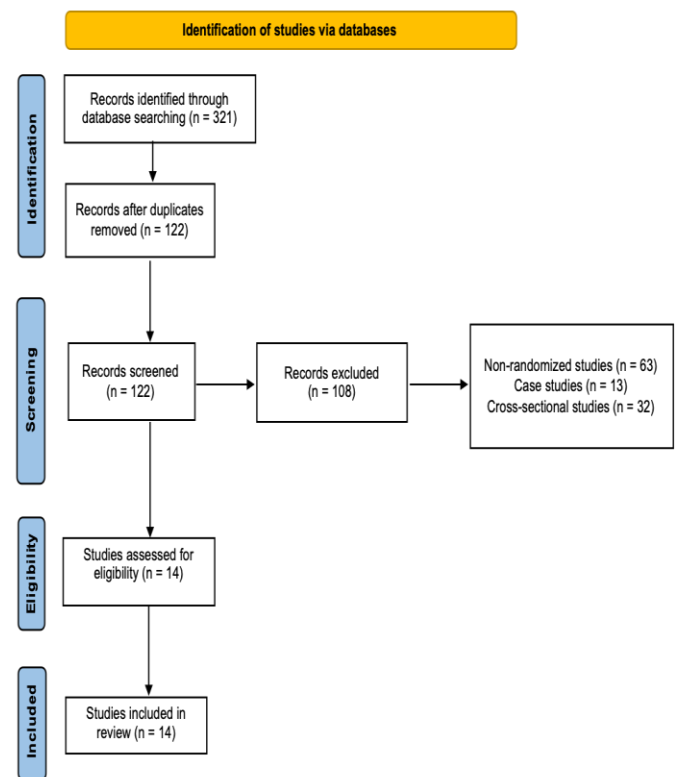 Identification of studies via databases
Identification
Records identified through
database searching (n = 321)
Records after duplicates
removed (n = 122)
Screening
Records screened
(n = 122)
Records excluded
(n = 108)
Non-randomized studies (n = 63)
Case studies (n = 13)
Cross-sectional studies (n = 32)
Eligibility
Studies assessed for
eligibility (n = 14)
Included
Studies included in
review (n = 14)